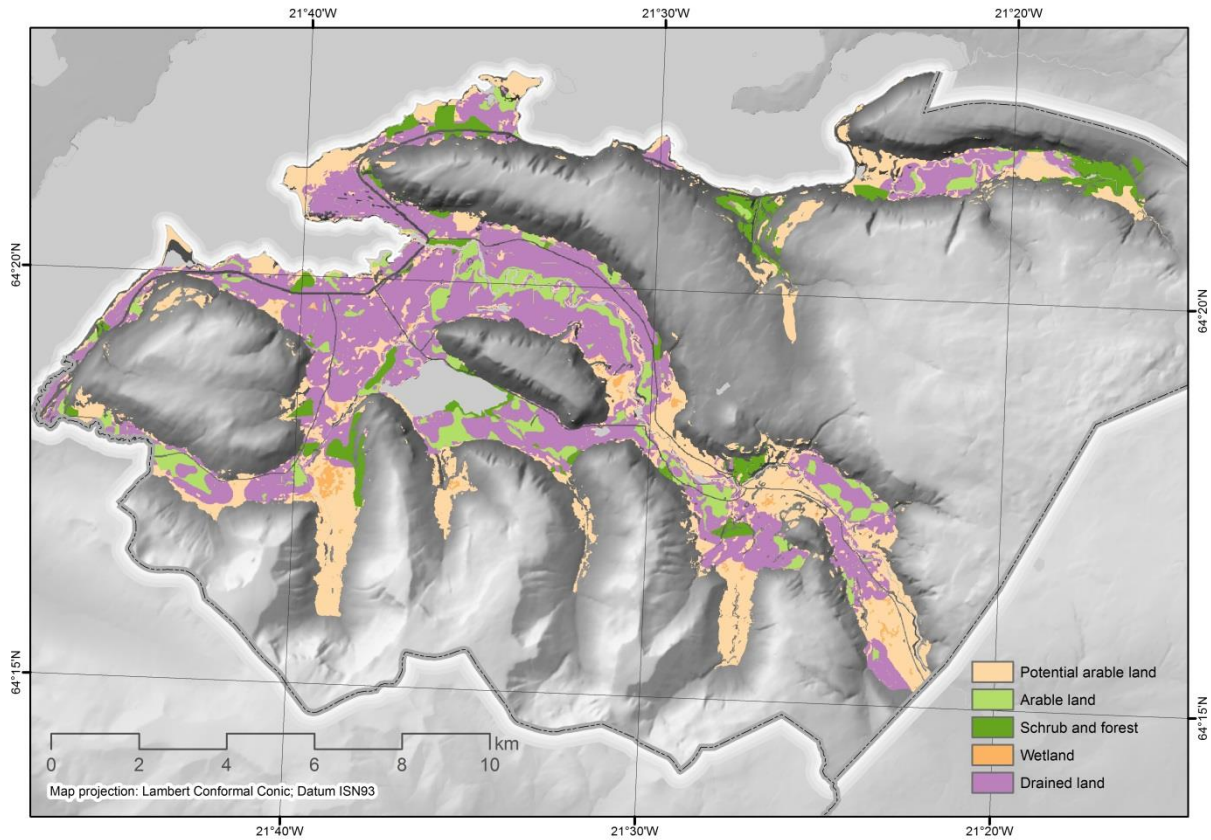 21°40'W
21°30'W
21°20'W
64°20'N
64°20'N
64°15'N
64°15'N
Potential arable land
Arable land
Schrub and forest
Wetland
Drained land
km
0 2 4 6 8 10
Map projection: Lambert Conformal Conic; Datum ISN93
21°40'W
21°30'W
21°20'W